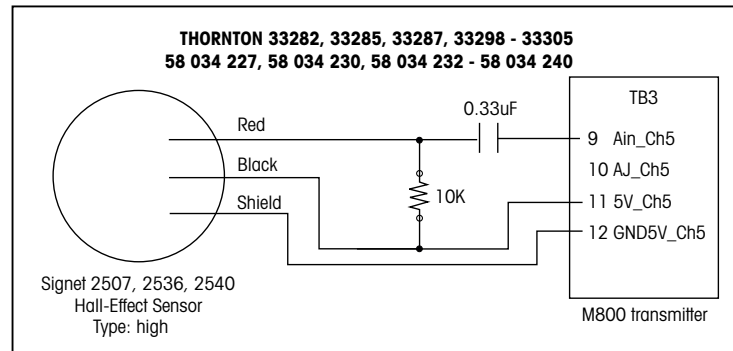 THORNTON 33282, 33285, 33287, 33298 - 33305
58 034 227, 58 034 230, 58 034 232 - 58 034 240
TB3
0.33uF
Red
9 Ain_Ch5
Black
10 AJ_Ch5
10K
11 5V_Ch5
Shield
12 GND5V_Ch5
Signet 2507, 2536, 2540
Hall-Effect Sensor
Type: high
M800 transmitter